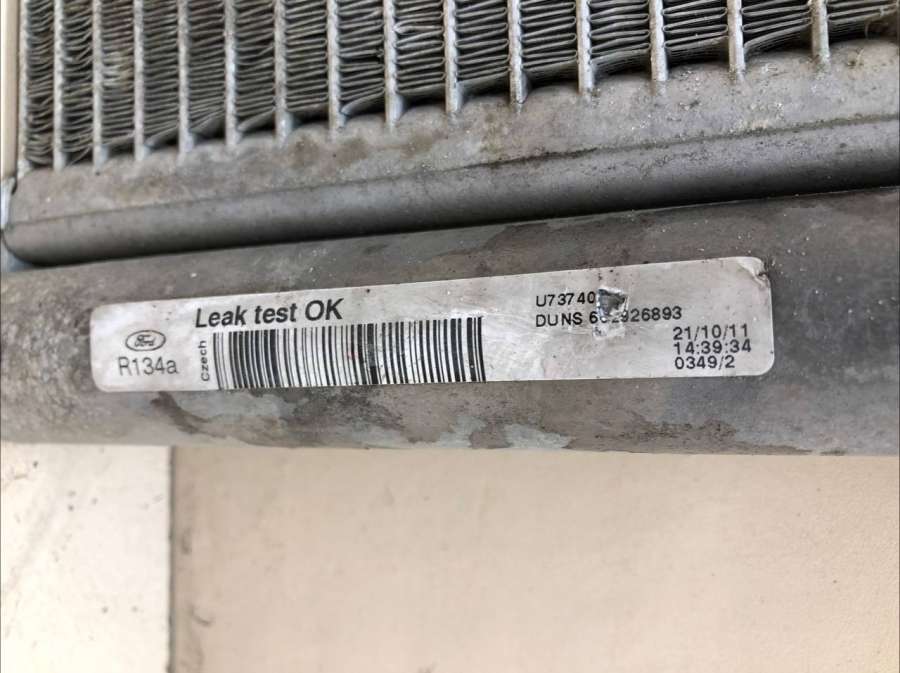 Ford
R134a
Leak test OK
Czech
U73740
DUNS
21/10/11
14:39:34
0349/2